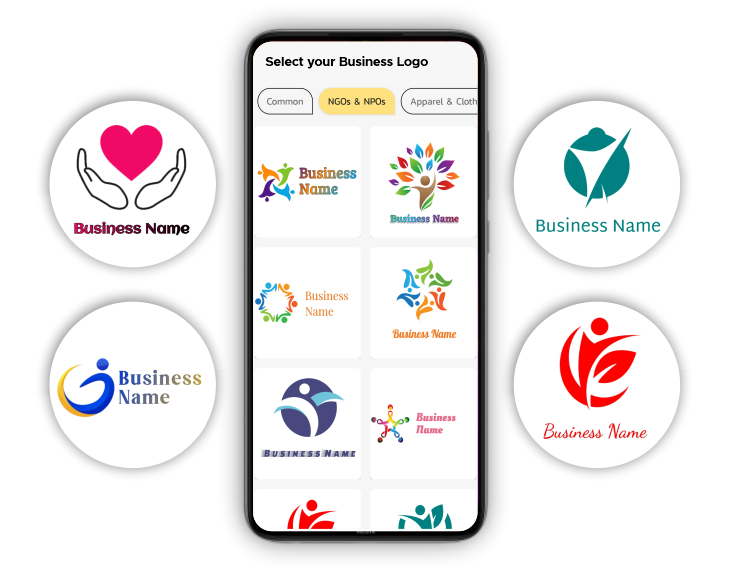 Select your Business Logo
Common
NGOs & NPOs
Apparel & Cloth
Business
Name
Business Name
Business
Name
Business Name
Business Name
Business
Name
Business Name
Business Name
Business
Name
Business Name